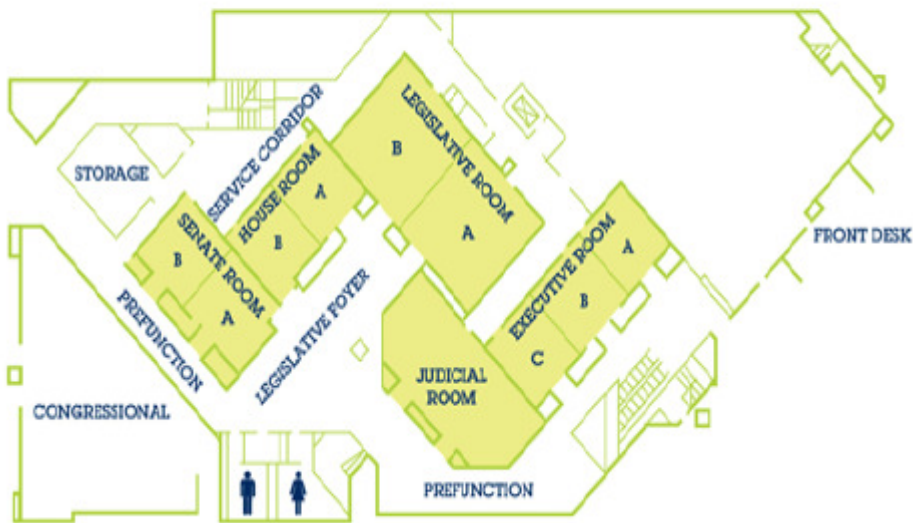 LEGISLATIVE ROOM
B
A
SERVICE CORRIDOR
STORAGE
HOUSE ROOM
A
B
SENATE ROOM
B
A
EXECUTIVE ROOM
A
B
C
FRONT DESK
LEGISLATIVE FOYER
PREFUNCTION
JUDICIAL
ROOM
CONGRESSIONAL
PREFUNCTION